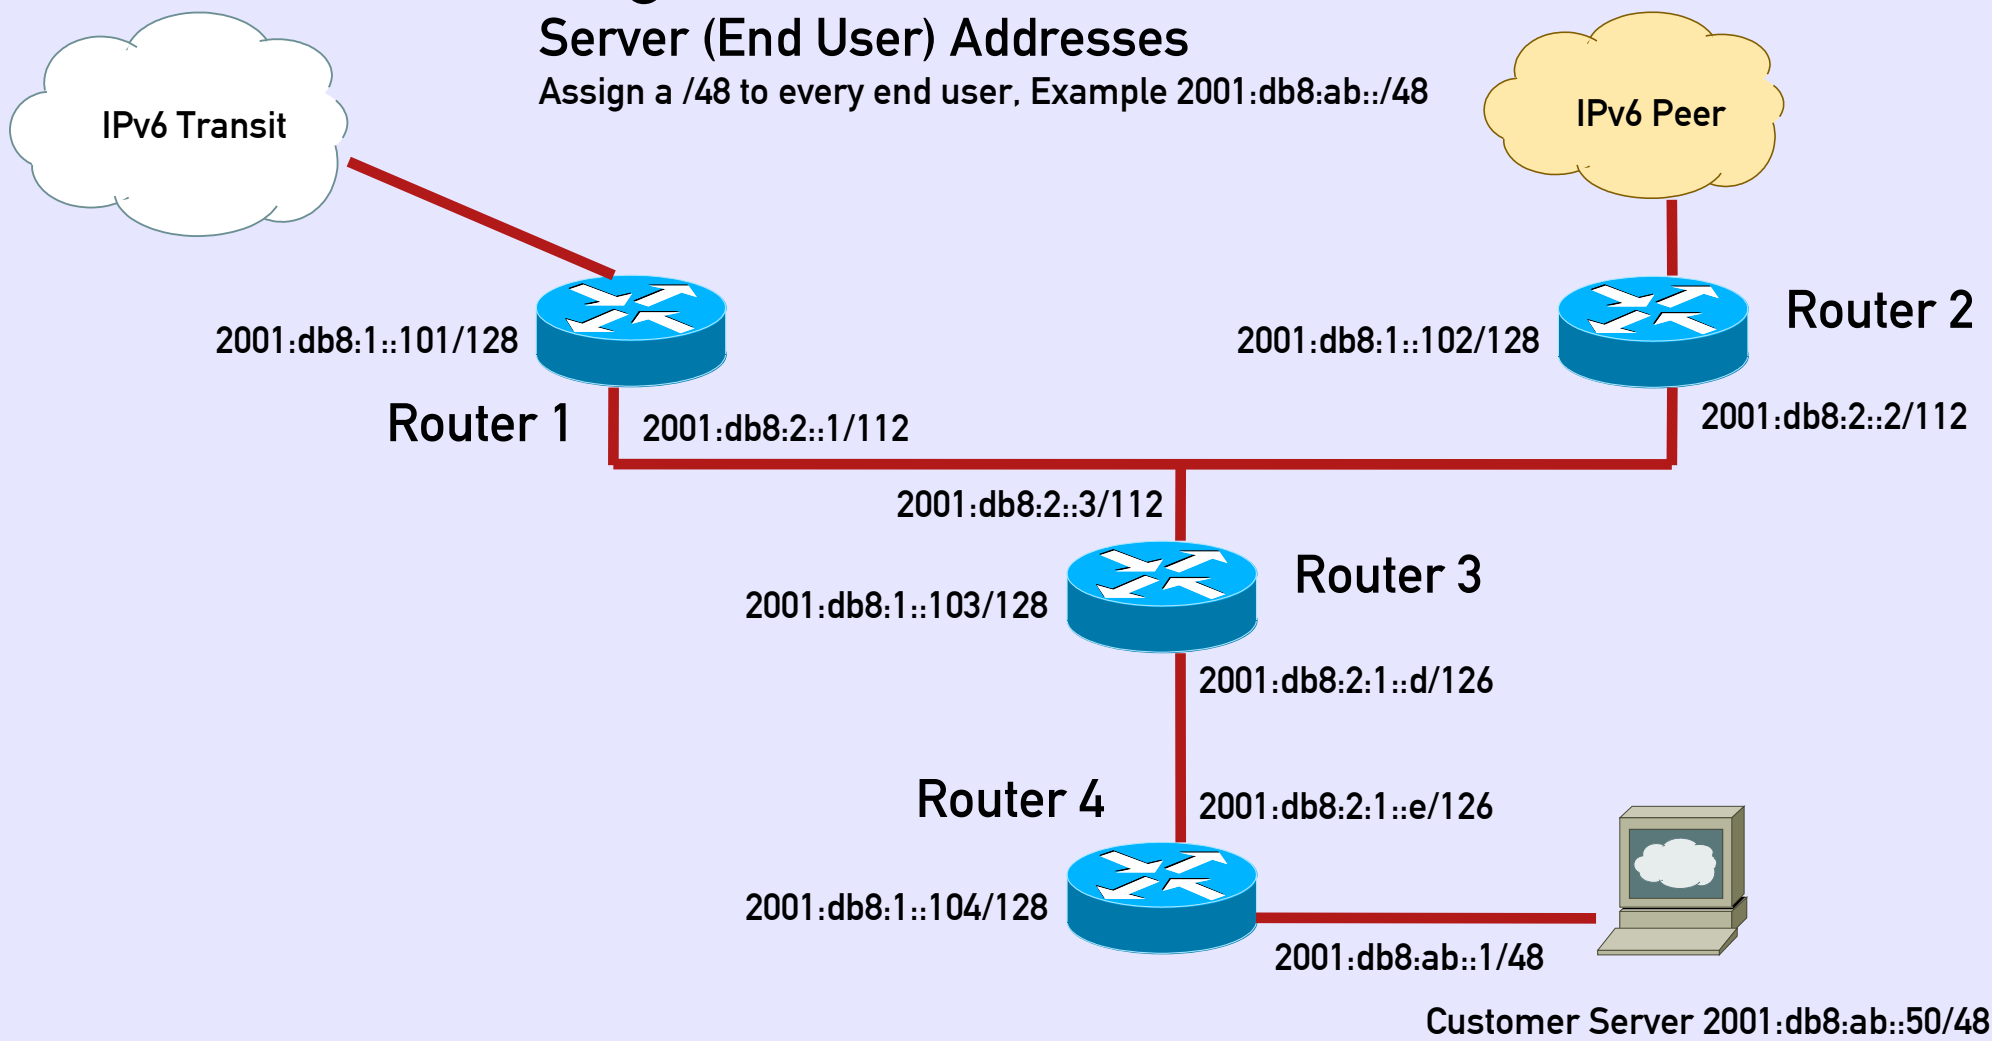 Server (End User) Addresses
Assign a /48 to every end user, Example 2001:db8:ab::/48
IPv6 Transit
IPv6 Peer
Router 2
2001:db8:1::101/128
2001:db8:1::102/128
Router 1
2001:db8:2::1/112
2001:db8:2::2/112
2001:db8:2::3/112
Router 3
2001:db8:1::103/128
2001:db8:2:1::d/126
Router 4
2001:db8:2:1::e/126
2001:db8:1::104/128
2001:db8:ab::1/48
Customer Server 2001:db8:ab::50/48